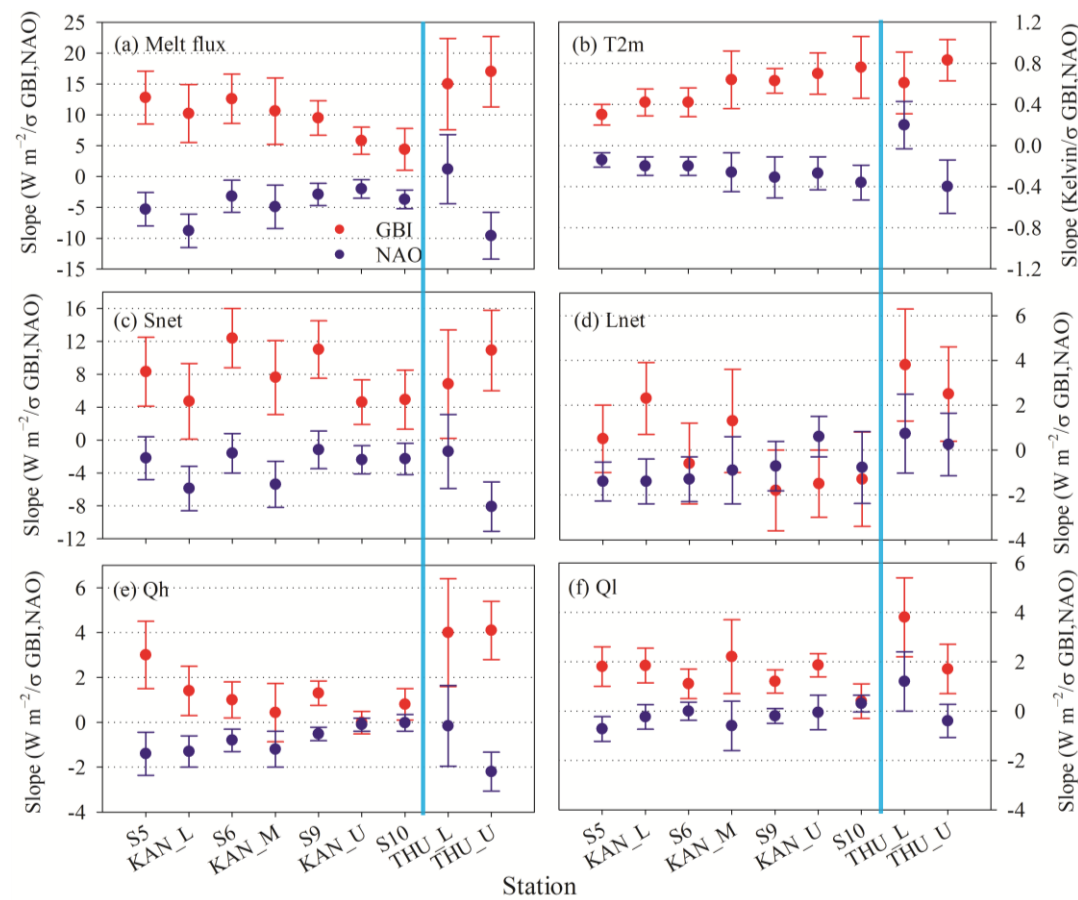 (a) Melt flux
Slope (W m⁻²/σ GBI,NAO)
25
20
15
10
5
0
-5
-10
-15
GBI
NAO
(b) T2m
1.2
0.8
0.4
0.0
-0.4
-0.8
-1.2
Slope (Kelvin/σ GBI,NAO)
(c) Snet
Slope (W m⁻²/σ GBI,NAO)
16
12
8
4
0
-4
-8
-12
(d) Lnet
6
4
2
0
-2
-4
Slope (W m⁻²/σ GBI,NAO)
(e) Qh
Slope (W m⁻²/σ GBI,NAO)
6
4
2
0
-2
-4
(f) Ql
6
4
2
0
-2
-4
Slope (W m⁻²/σ GBI,NAO)
S5
KAN_L
S6
KAN_M
S9
KAN_U
S10
THU_L
THU_U
S5
KAN_L
S6
KAN_M
S9
KAN_U
S10
THU_L
THU_U
Station